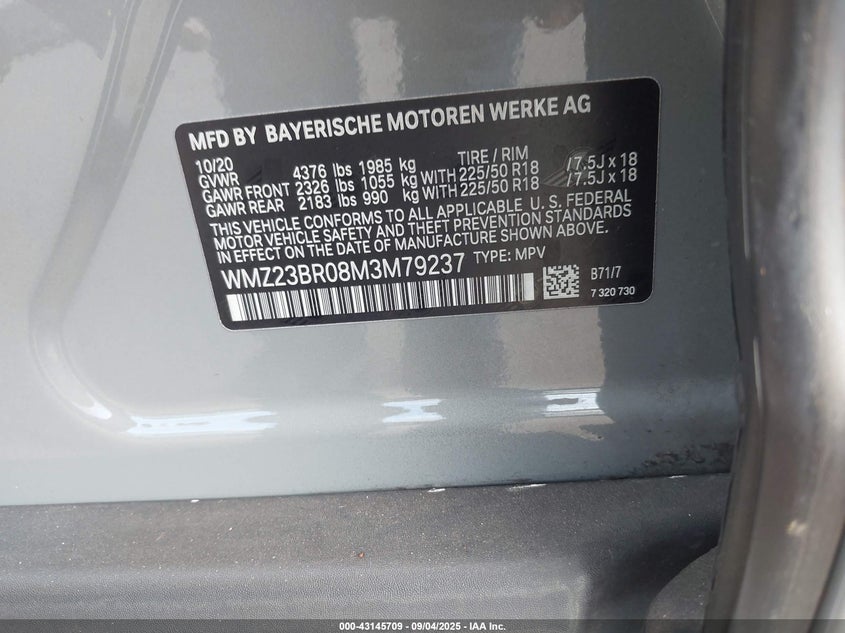 MFD BY BAYERISCHE MOTOREN WERKE AG
10/20 TIRE / RIM
GVWR 4376 lbs 1985 kg
GAWR FRONT 2326 lbs 1055 kg WITH 225/50 R18 /7.5J x 18
GAWR REAR 2183 lbs 990 kg WITH 225/50 R18 /7.5J x 18
THIS VEHICLE CONFORMS TO ALL APPLICABLE U. S. FEDERAL
MOTOR VEHICLE SAFETY AND THEFT PREVENTION STANDARDS
IN EFFECT ON THE DATE OF MANUFACTURE SHOWN ABOVE.
WMZ23BR08M3M79237 TYPE: MPV
B71/7
7 320 730
000-43145709 - 09/04/2025 - IAA Inc.